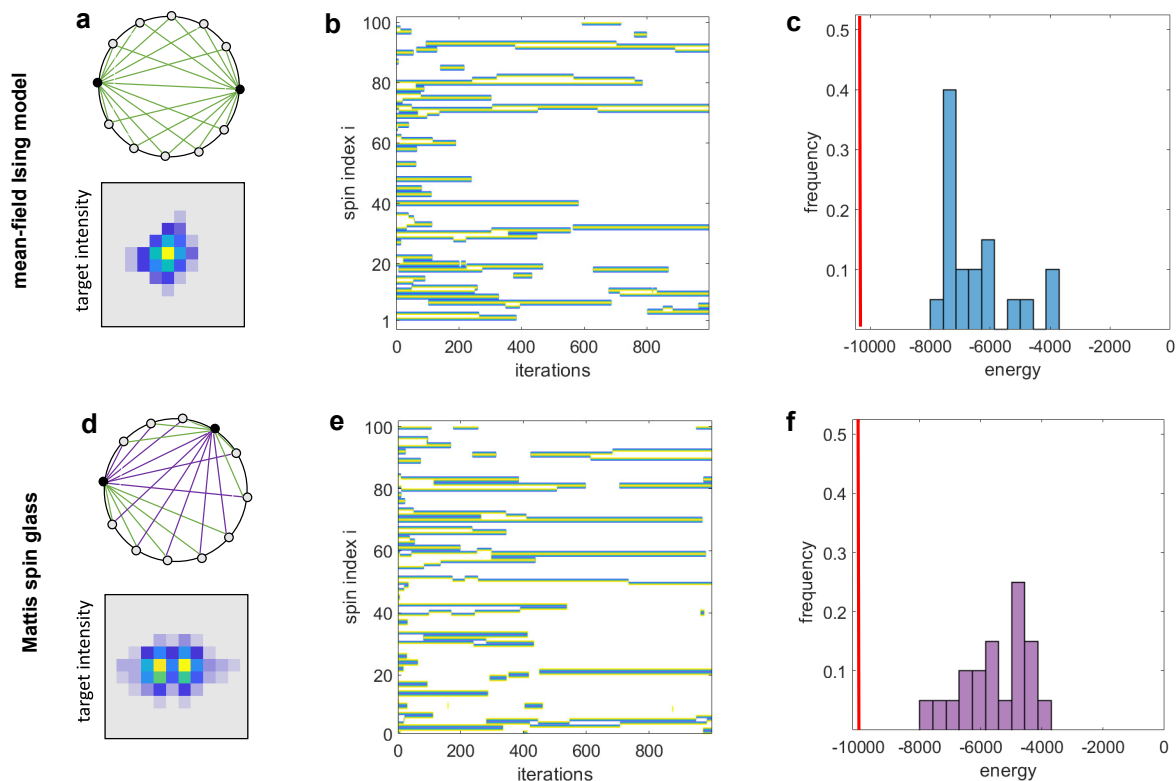 mean-field Ising model
a
target intensity
b
spin index i
100
80
60
40
20
1
0 200 400 600 800
iterations
c
frequency
0.5
0.4
0.3
0.2
0.1
-10000 -8000 -6000 -4000 -2000 0
energy
Mattis spin glass
d
target intensity
e
spin index i
100
80
60
40
20
0
0 200 400 600 800
iterations
f
frequency
0.5
0.4
0.3
0.2
0.1
-10000 -8000 -6000 -4000 -2000 0
energy